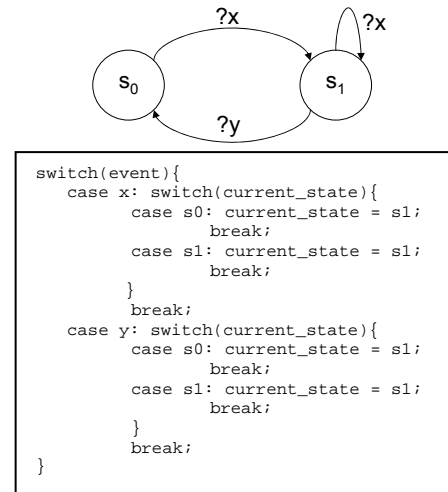 ?x
?x
s0
s1
?y
switch(event){
case x: switch(current_state){
case s0: current_state = s1;
break;
case s1: current_state = s1;
break;
}
break;
case y: switch(current_state){
case s0: current_state = s1;
break;
case s1: current_state = s1;
break;
}
break;
}